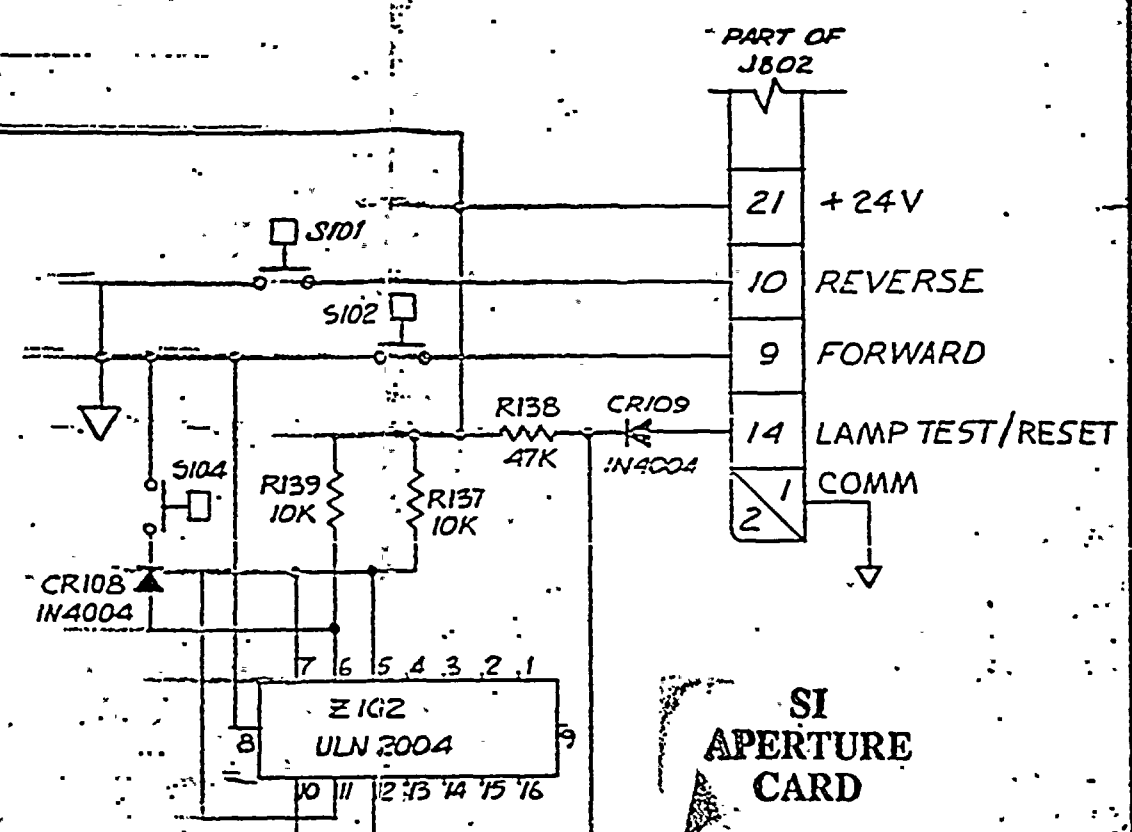 PART OF
J802
21 +24V
S101
10 REVERSE
S102
9 FORWARD
R138
47K
CR109
1N4004
14 LAMP TEST/RESET
1 COMM
2
S104
R139
10K
R137
10K
CR108
1N4004
7 6 5 4 3 2 1
Z102
8 ULN 2004 9
10 11 12 13 14 15 16
SI
APERTURE
CARD